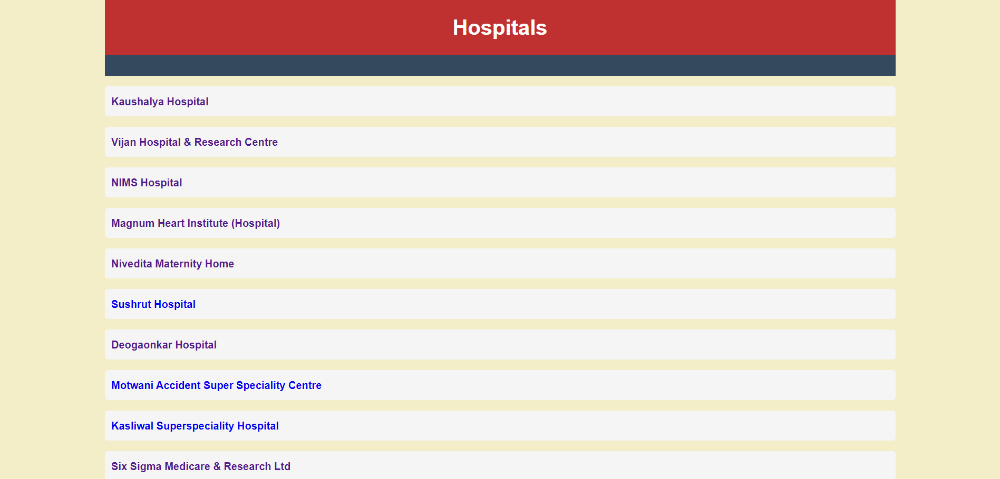 Hospitals
Kaushalya Hospital
Vijan Hospital & Research Centre
NIMS Hospital
Magnum Heart Institute (Hospital)
Nivedita Maternity Home
Sushrut Hospital
Deogaonkar Hospital
Motwani Accident Super Speciality Centre
Kasliwal Superspeciality Hospital
Six Sigma Medicare & Research Ltd